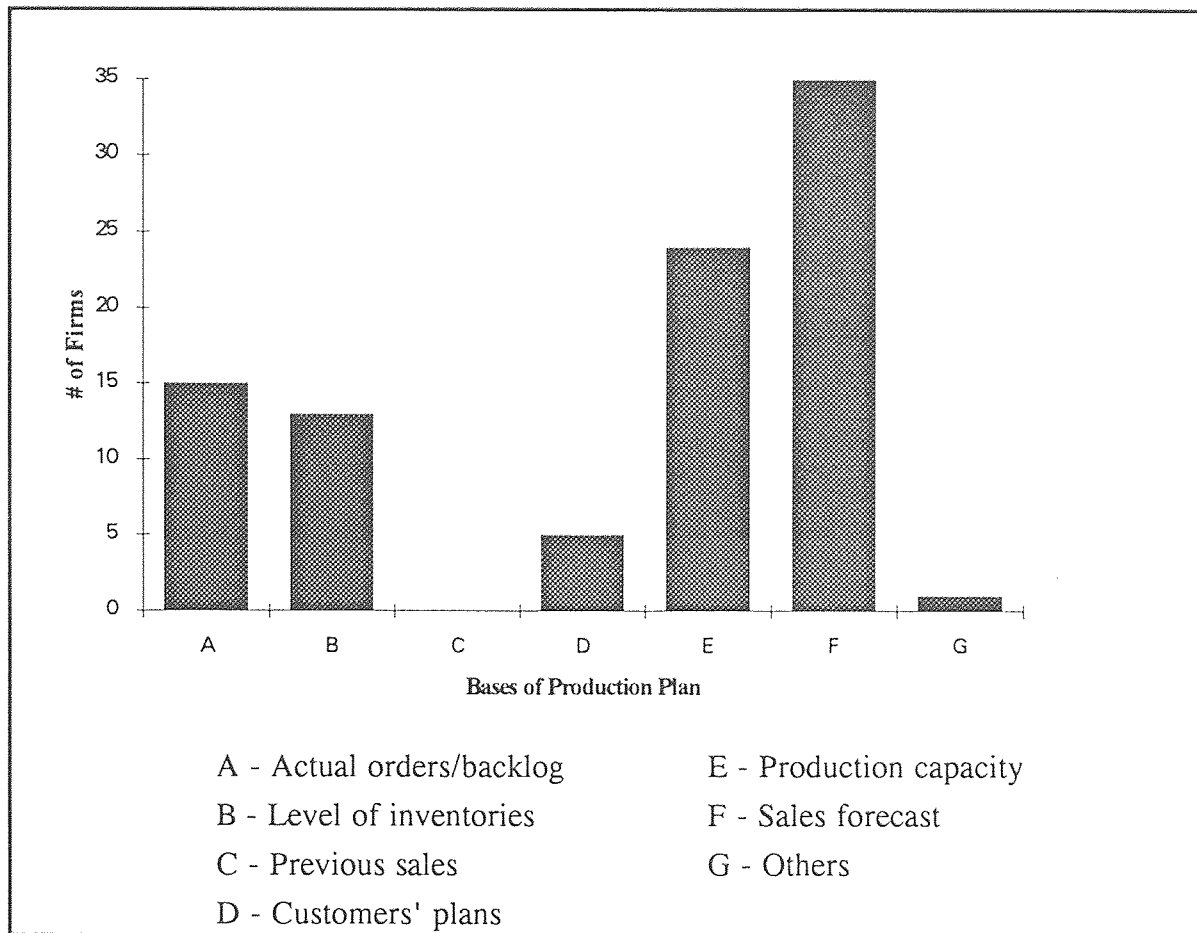 35
30
25
20
15
10
5
0
# of Firms
A B C D E F G
Bases of Production Plan
A - Actual orders/backlog
B - Level of inventories
C - Previous sales
D - Customers' plans
E - Production capacity
F - Sales forecast
G - Others